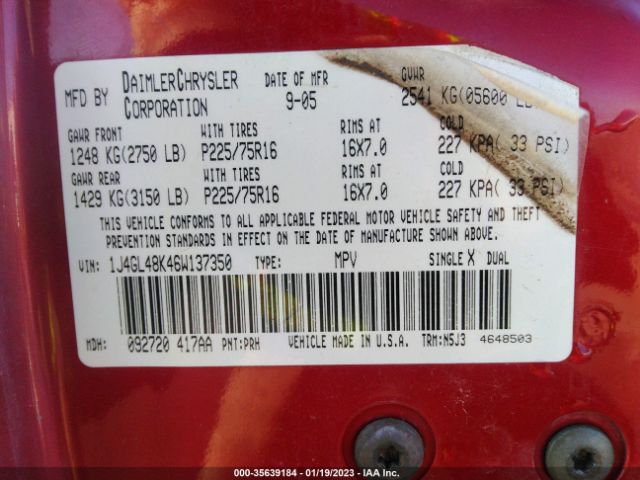 MFD BY DAIMLERCHRYSLER CORPORATION DATE OF MFR 9-05 GVWR 2541 KG(05600 LB
GAWR FRONT WITH TIRES RIMS AT COLD
1248 KG(2750 LB) P225/75R16 16X7.0 227 KPA( 33 PSI)
GAWR REAR WITH TIRES RIMS AT COLD
1429 KG(3150 LB) P225/75R16 16X7.0 227 KPA( 33 PSI)
THIS VEHICLE CONFORMS TO ALL APPLICABLE FEDERAL MOTOR VEHICLE SAFETY AND THEFT
PREVENTION STANDARDS IN EFFECT ON THE DATE OF MANUFACTURE SHOWN ABOVE.
VIN: 1J4GL48K46W137350 TYPE: MPV SINGLE X DUAL
MDH: 092720 417AA PNT:PRH VEHICLE MADE IN U.S.A. TRM:N5J3 4648503
000-35639184 - 01/19/2023 - IAA Inc.